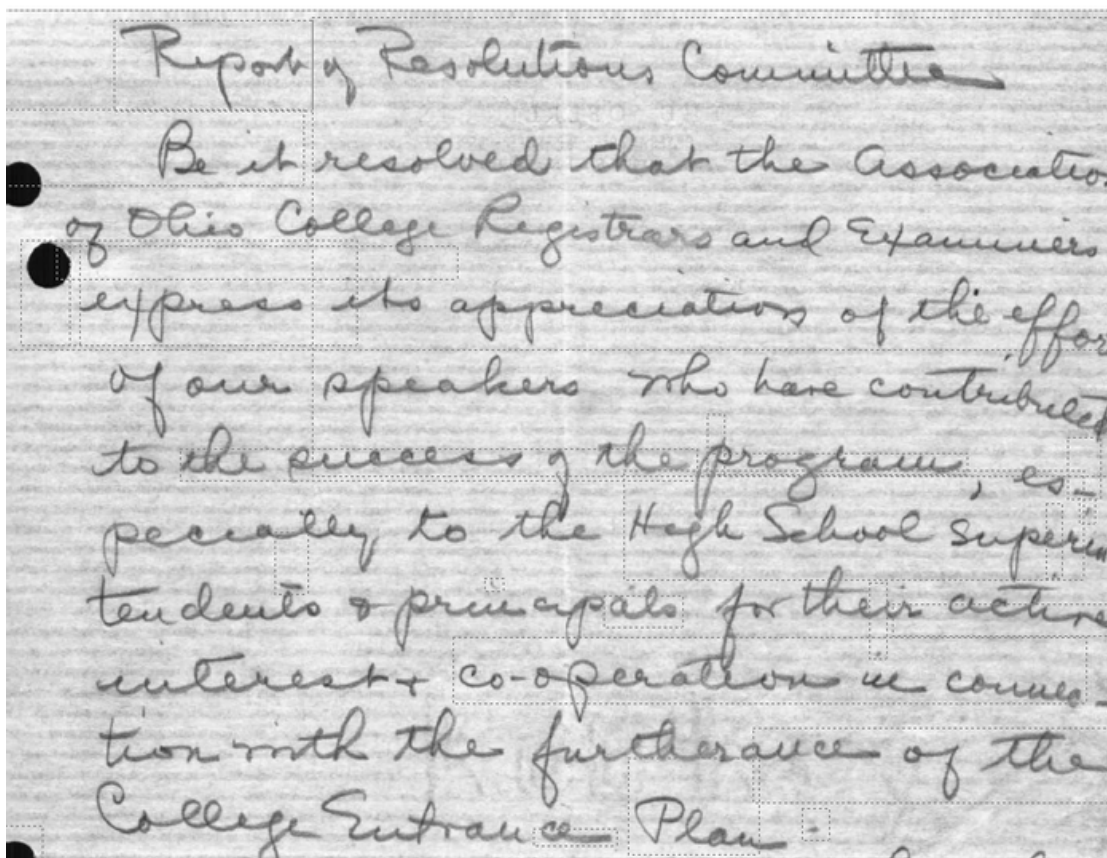 Report of Resolutions Committee
Be it resolved that the Associatio
of Ohio College Registrars and Examiners
express its appreciation of the effor
of our speakers who have contributed
to the success of the program, es-
pecially to the High School Superin
tendents & principals for their active
interest + co-operation in connec-
tion with the furtherance of the
College Entrance Plan.